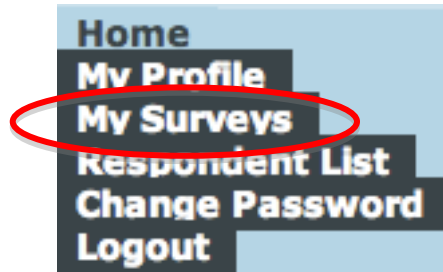 Home
My Profile
My Surveys
Respondent List
Change Password
Logout